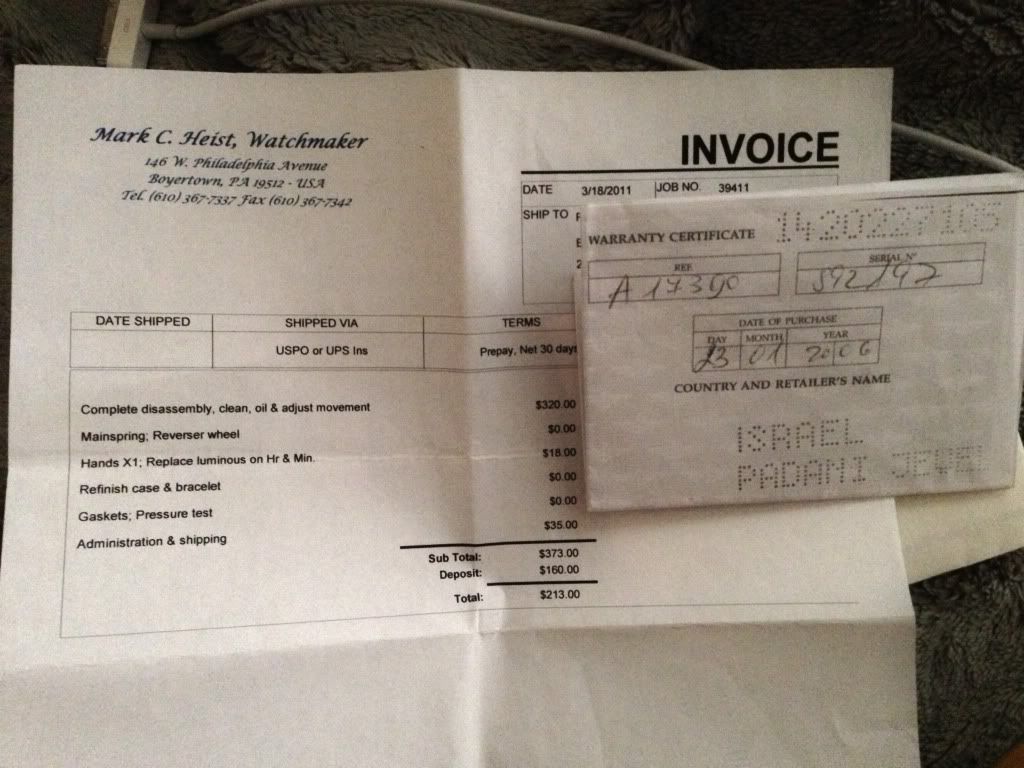 Mark C. Heist, Watchmaker
146 W. Philadelphia Avenue
Boyertown, PA 19512 - USA
Tel. (610) 367-7337 Fax (610) 367-7342
INVOICE
DATE 3/18/2011 JOB NO. 39411
SHIP TO
DATE SHIPPED SHIPPED VIA TERMS
USPO or UPS Ins Prepay, Net 30 days
Complete disassembly, clean, oil & adjust movement $320.00
Mainspring; Reverser wheel $0.00
Hands X1; Replace luminous on Hr & Min. $18.00
Refinish case & bracelet $0.00
Gaskets; Pressure test $0.00
Administration & shipping $35.00
Sub Total: $373.00
Deposit: $160.00
Total: $213.00
WARRANTY CERTIFICATE 1420227105
REF. SERIAL N°
A 17390 592197
DATE OF PURCHASE
DAY MONTH YEAR
23 01 2006
COUNTRY AND RETAILER'S NAME
ISRAEL
PADANI